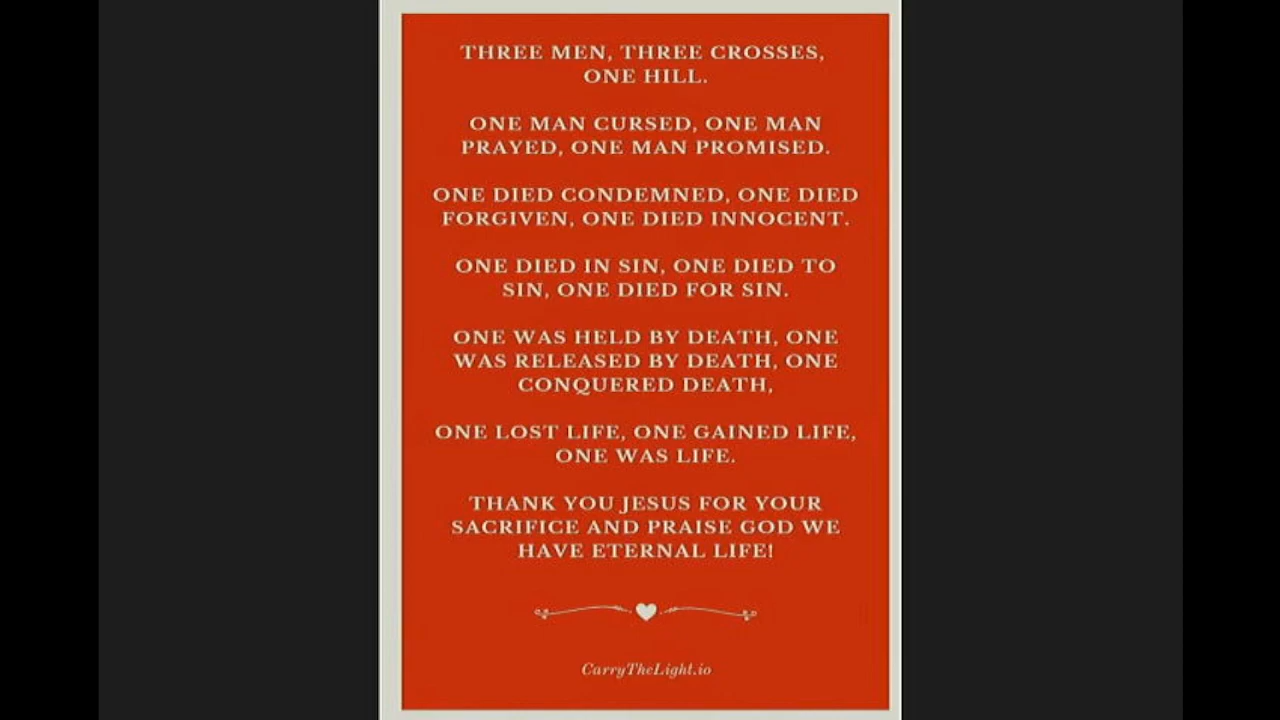 THREE MEN, THREE CROSSES,
ONE HILL.
ONE MAN CURSED, ONE MAN
PRAYED, ONE MAN PROMISED.
ONE DIED CONDEMNED, ONE DIED
FORGIVEN, ONE DIED INNOCENT.
ONE DIED IN SIN, ONE DIED TO
SIN, ONE DIED FOR SIN.
ONE WAS HELD BY DEATH, ONE
WAS RELEASED BY DEATH, ONE
CONQUERED DEATH,
ONE LOST LIFE, ONE GAINED LIFE,
ONE WAS LIFE.
THANK YOU JESUS FOR YOUR
SACRIFICE AND PRAISE GOD WE
HAVE ETERNAL LIFE!
CarryTheLight.io